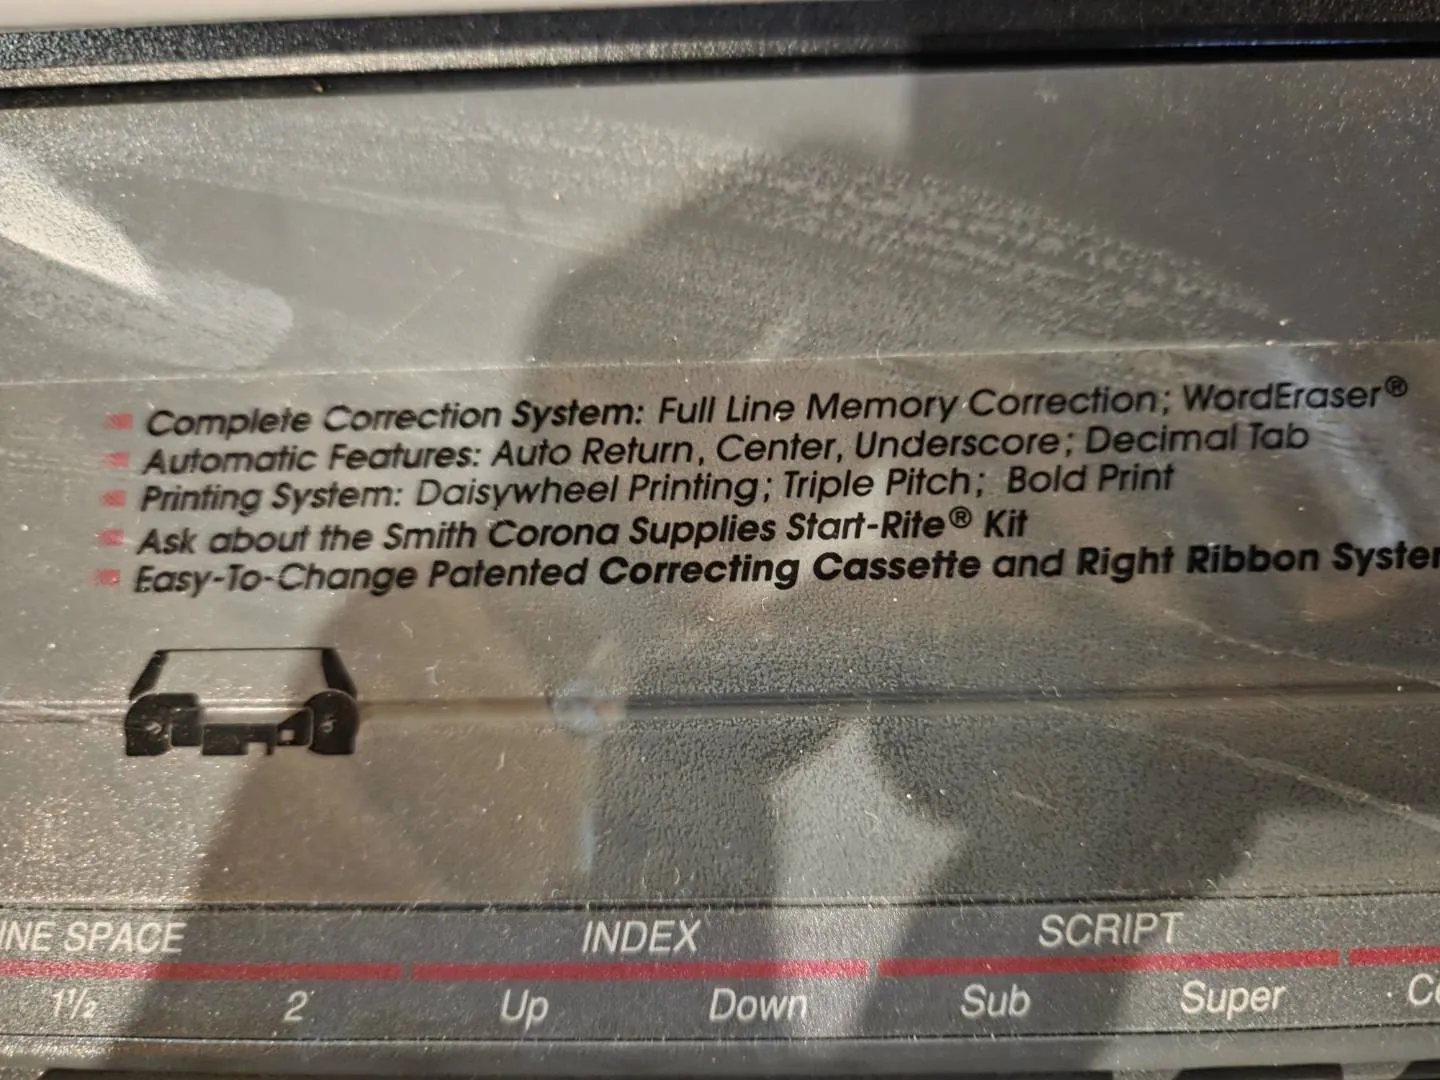 Complete Correction System: Full Line Memory Correction; WordEraser®
Automatic Features: Auto Return, Center, Underscore; Decimal Tab
Printing System: Daisywheel Printing; Triple Pitch; Bold Print
Ask about the Smith Corona Supplies Start-Rite® Kit
Easy-To-Change Patented Correcting Cassette and Right Ribbon System
INE SPACE INDEX SCRIPT
1½ 2 Up Down Sub Super